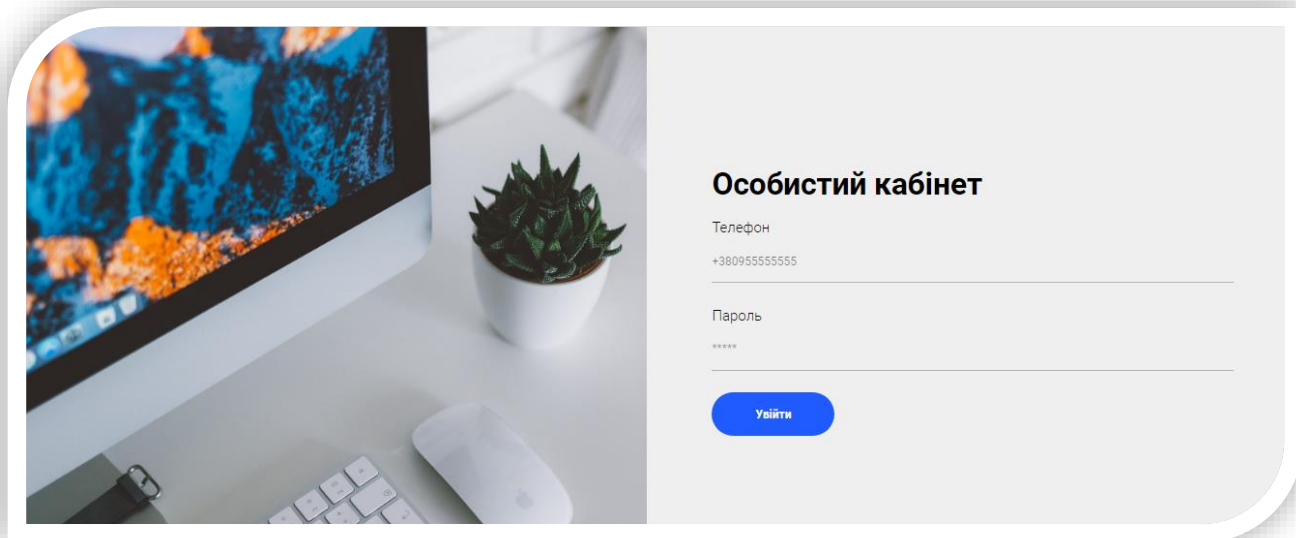 Особистий кабінет
Телефон
+380955555555
Пароль
*****
Увійти